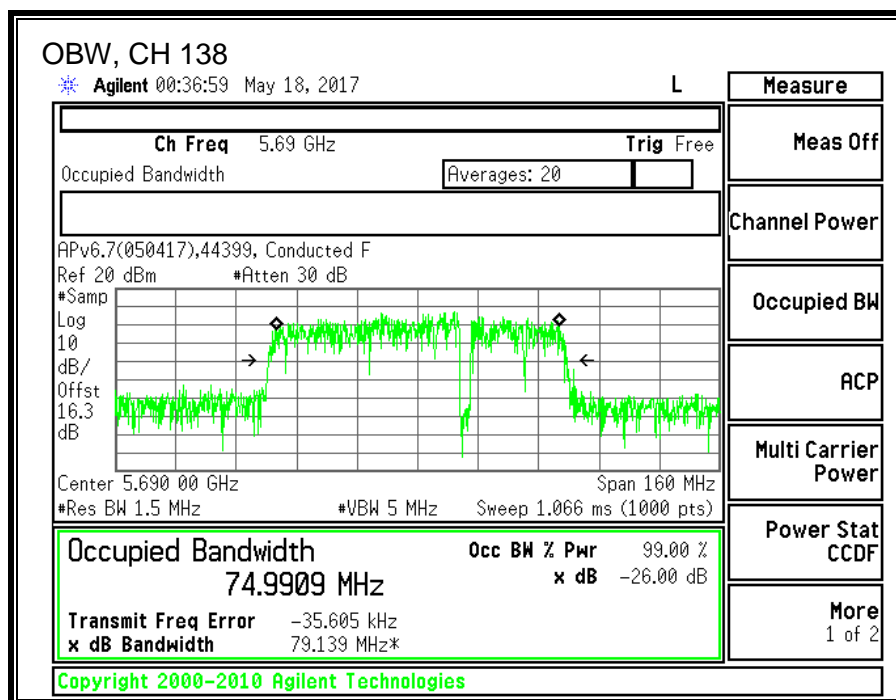 OBW, CH 138
Agilent 00:36:59 May 18, 2017 L
Measure
Ch Freq 5.69 GHz Trig Free
Meas Off
Occupied Bandwidth Averages: 20
Channel Power
APv6.7(050417),44399, Conducted F
Ref 20 dBm #Atten 30 dB
#Samp
Log
10
dB/
Offst
16.3
dB
Occupied BW
ACP
Multi Carrier
Power
Center 5.690 00 GHz Span 160 MHz
#Res BW 1.5 MHz #VBW 5 MHz Sweep 1.066 ms (1000 pts)
Power Stat
CCDF
Occupied Bandwidth Occ BW % Pwr 99.00 %
74.9909 MHz x dB -26.00 dB
Transmit Freq Error -35.605 kHz
x dB Bandwidth 79.139 MHz*
More
1 of 2
Copyright 2000-2010 Agilent Technologies